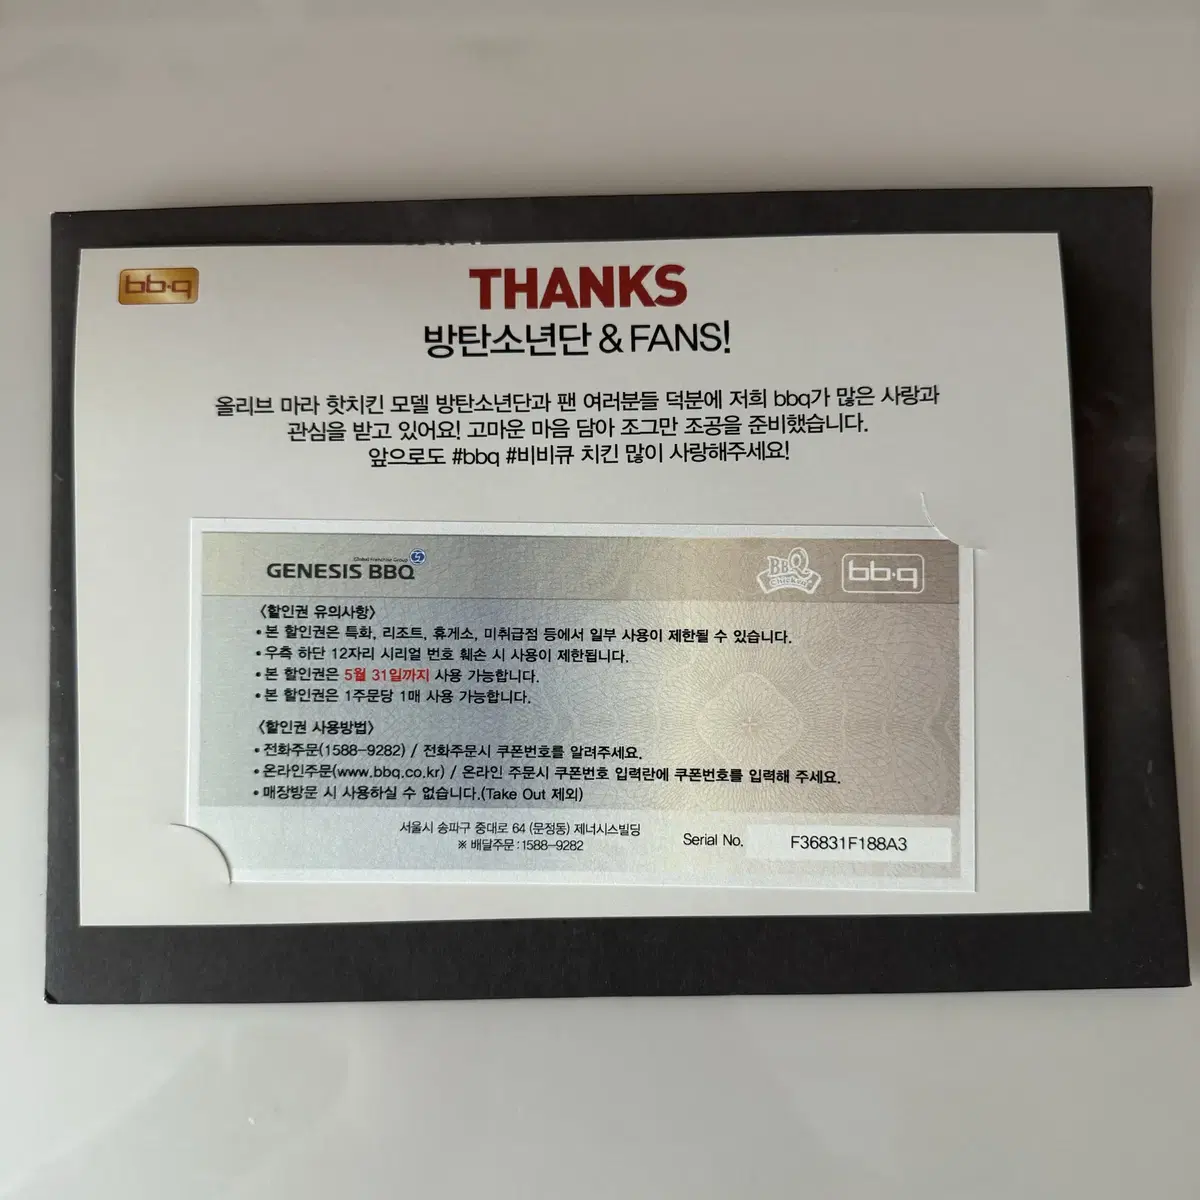 bb·q
THANKS
방탄소년단 & FANS!
올리브 마라 핫치킨 모델 방탄소년단과 팬 여러분들 덕분에 저희 bbq가 많은 사랑과
관심을 받고 있어요! 고마운 마음 담아 조그만 조공을 준비했습니다.
앞으로도 #bbq #비비큐 치킨 많이 사랑해주세요!
Global Franchise Group
GENESIS BBQ
BBQ
Chicken
bb·q
<할인권 유의사항>
• 본 할인권은 특화, 리조트, 휴게소, 미취급점 등에서 일부 사용이 제한될 수 있습니다.
• 우측 하단 12자리 시리얼 번호 훼손 시 사용이 제한됩니다.
• 본 할인권은 5월 31일까지 사용 가능합니다.
• 본 할인권은 1주문당 1매 사용 가능합니다.
<할인권 사용방법>
• 전화주문(1588-9282) / 전화주문시 쿠폰번호를 알려주세요.
• 온라인주문(www.bbq.co.kr) / 온라인 주문시 쿠폰번호 입력란에 쿠폰번호를 입력해 주세요.
• 매장방문 시 사용하실 수 없습니다.(Take Out 제외)
서울시 송파구 중대로 64 (문정동) 제너시스빌딩
※ 배달주문 : 1588-9282
Serial No. F36831F188A3